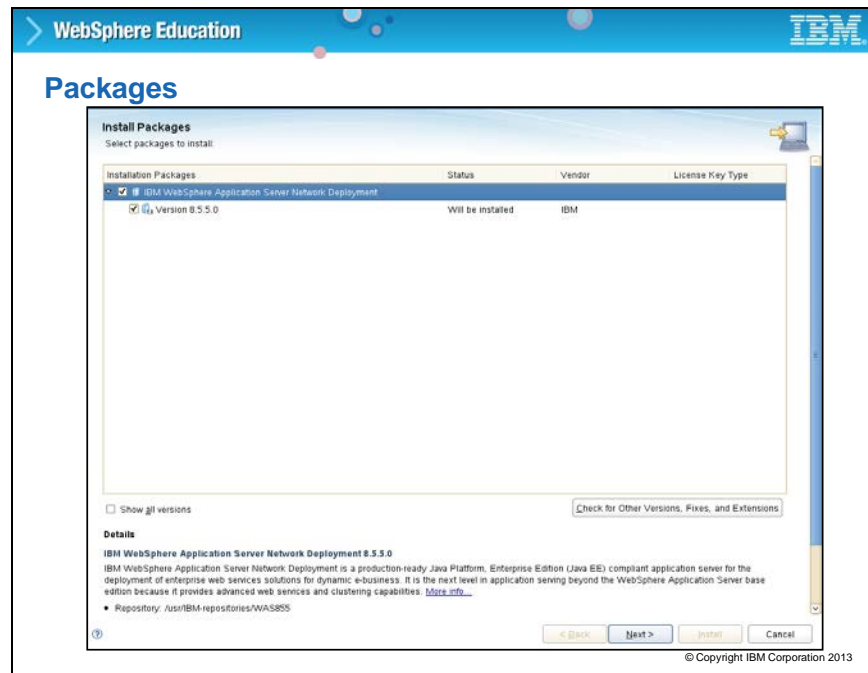 WebSphere Education
IBM
Packages
Install Packages
Select packages to install:
Installation Packages Status Vendor License Key Type
IBM WebSphere Application Server Network Deployment
Version 8.5.5.0 Will be installed IBM
Show all versions
Check for Other Versions, Fixes, and Extensions
Details
IBM WebSphere Application Server Network Deployment 8.5.5.0
IBM WebSphere Application Server Network Deployment is a production-ready Java Platform, Enterprise Edition (Java EE) compliant application server for the
deployment of enterprise web services solutions for dynamic e-business. It is the next level in application serving beyond the WebSphere Application Server base
edition because it provides advanced web services and clustering capabilities. More info...
• Repository: /usr/IBM-repositories/WAS855
< Back Next > Install Cancel
© Copyright IBM Corporation 2013